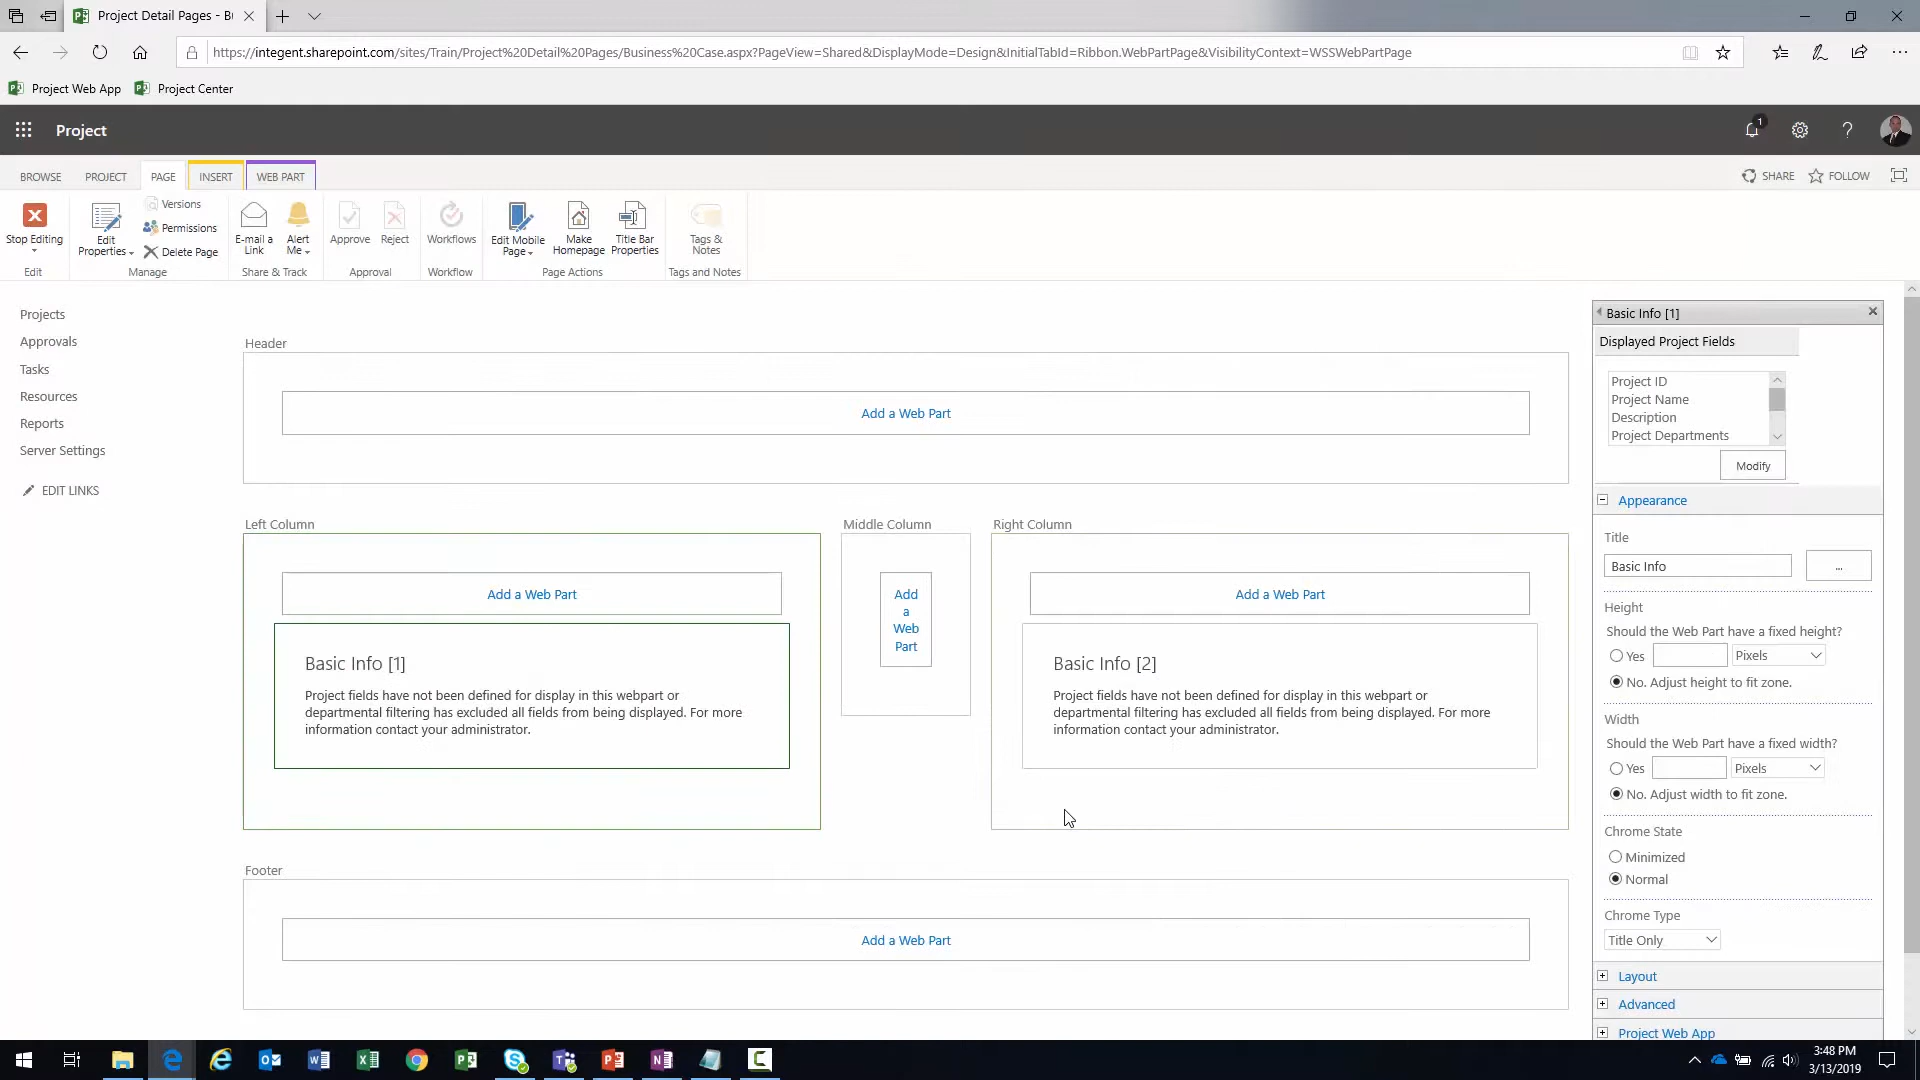 Project Detail Pages - B
https://integent.sharepoint.com/sites/Train/Project%20Detail%20Pages/Business%20Case.aspx?PageView=Shared&DisplayMode=Design&InitialTabId=Ribbon.WebPartPage&VisibilityContext=WSSWebPartPage
Project Web App
Project Center
Project
1
BROWSE
PROJECT
PAGE
INSERT
WEB PART
SHARE
FOLLOW
Stop Editing
Edit
Properties
Versions
Permissions
Delete Page
E-mail a
Link
Alert
Me
Approve
Reject
Workflows
Edit Mobile
Page
Make
Homepage
Title Bar
Properties
Tags &
Notes
Edit
Manage
Share & Track
Approval
Workflow
Page Actions
Tags and Notes
Projects
Approvals
Tasks
Resources
Reports
Server Settings
EDIT LINKS
Header
Add a Web Part
Left Column
Add a Web Part
Basic Info [1]
Project fields have not been defined for display in this webpart or
departmental filtering has excluded all fields from being displayed. For more
information contact your administrator.
Middle Column
Add
a
Web
Part
Right Column
Add a Web Part
Basic Info [2]
Project fields have not been defined for display in this webpart or
departmental filtering has excluded all fields from being displayed. For more
information contact your administrator.
Footer
Add a Web Part
Basic Info [1]
Displayed Project Fields
Project ID
Project Name
Description
Project Departments
Modify
Appearance
Title
Basic Info
...
Height
Should the Web Part have a fixed height?
Yes
Pixels
No. Adjust height to fit zone.
Width
Should the Web Part have a fixed width?
Yes
Pixels
No. Adjust width to fit zone.
Chrome State
Minimized
Normal
Chrome Type
Title Only
Layout
Advanced
Project Web App
3:48 PM
3/13/2019